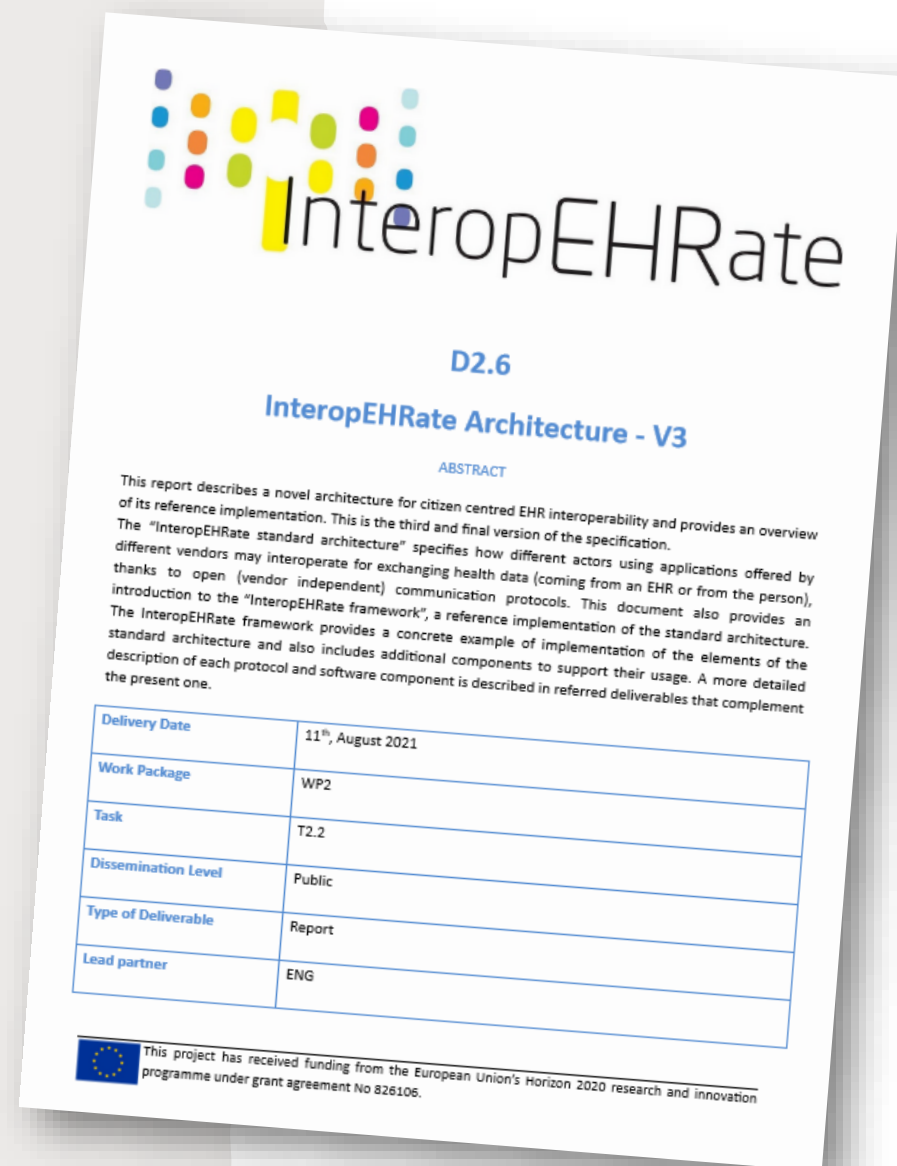 InteropEHRate
D2.6
InteropEHRate Architecture - V3
ABSTRACT
This report describes a novel architecture for citizen centred EHR interoperability and provides an overview
of its reference implementation. This is the third and final version of the specification.
The “InteropEHRate standard architecture” specifies how different actors using applications offered by
different vendors may interoperate for exchanging health data (coming from an EHR or from the person),
thanks to open (vendor independent) communication protocols. This document also provides an
introduction to the “InteropEHRate framework”, a reference implementation of the standard architecture.
The InteropEHRate framework provides a concrete example of implementation of the elements of the
standard architecture and also includes additional components to support their usage. A more detailed
description of each protocol and software component is described in referred deliverables that complement
the present one.
Delivery Date 11th, August 2021
Work Package WP2
Task T2.2
Dissemination Level Public
Type of Deliverable Report
Lead partner ENG
This project has received funding from the European Union's Horizon 2020 research and innovation
programme under grant agreement No 826106.